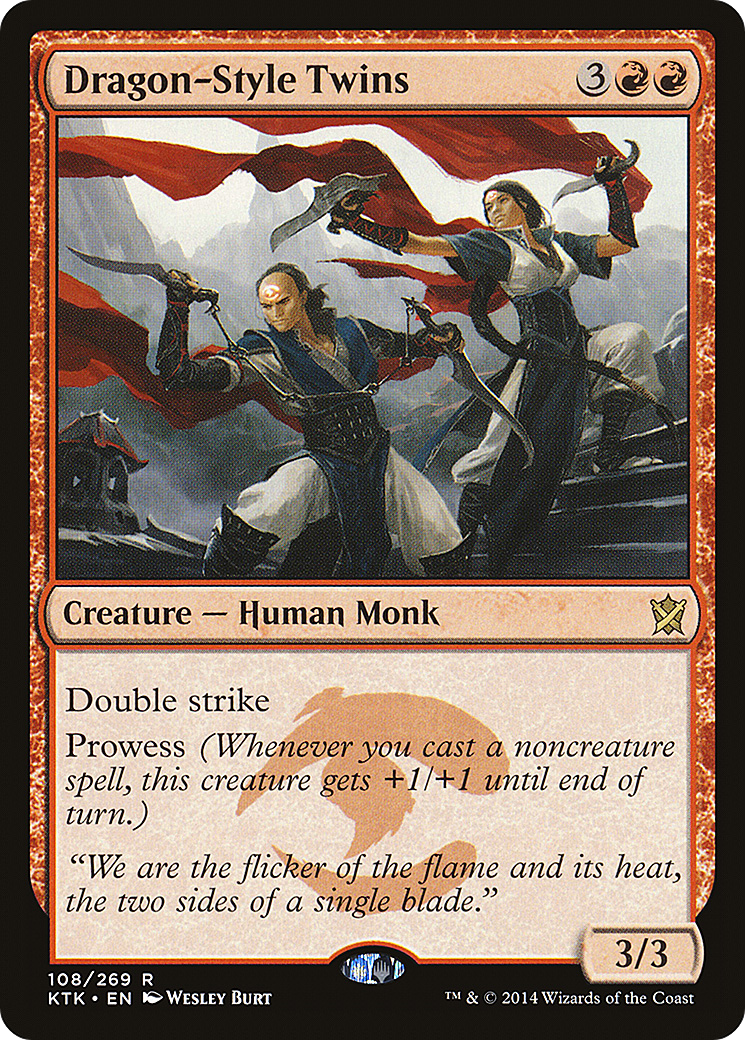 Dragon-Style Twins 3
Creature — Human Monk
Double strike
Prowess (Whenever you cast a noncreature
spell, this creature gets +1/+1 until end of
turn.)
“We are the flicker of the flame and its heat,
the two sides of a single blade.”
3/3
108/269 R
KTK • EN Wesley Burt
™ & © 2014 Wizards of the Coast